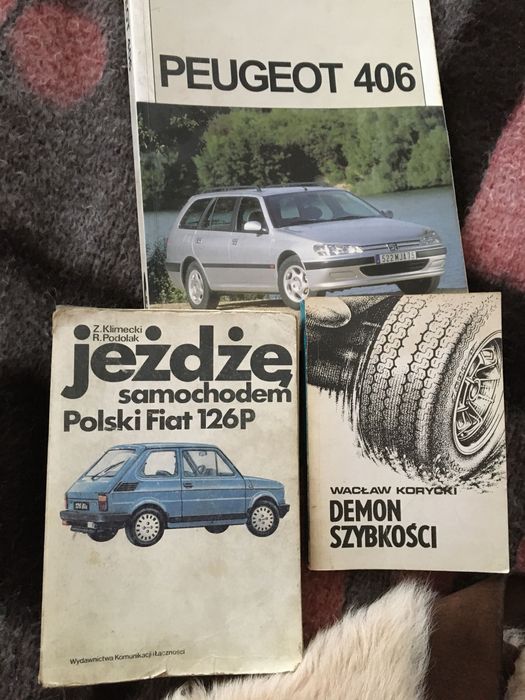 PEUGEOT 406
522 MJA 75
Z.Klimecki
R.Podolak
jeżdżę
samochodem
Polski Fiat 126P
Wydawnictwa Komunikacji i Łączności
WACŁAW KORYCKI
DEMON
SZYBKOŚCI